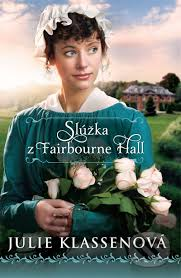 Slúžka
z Fairbourne Hall
JULIE KLASSENOVÁ